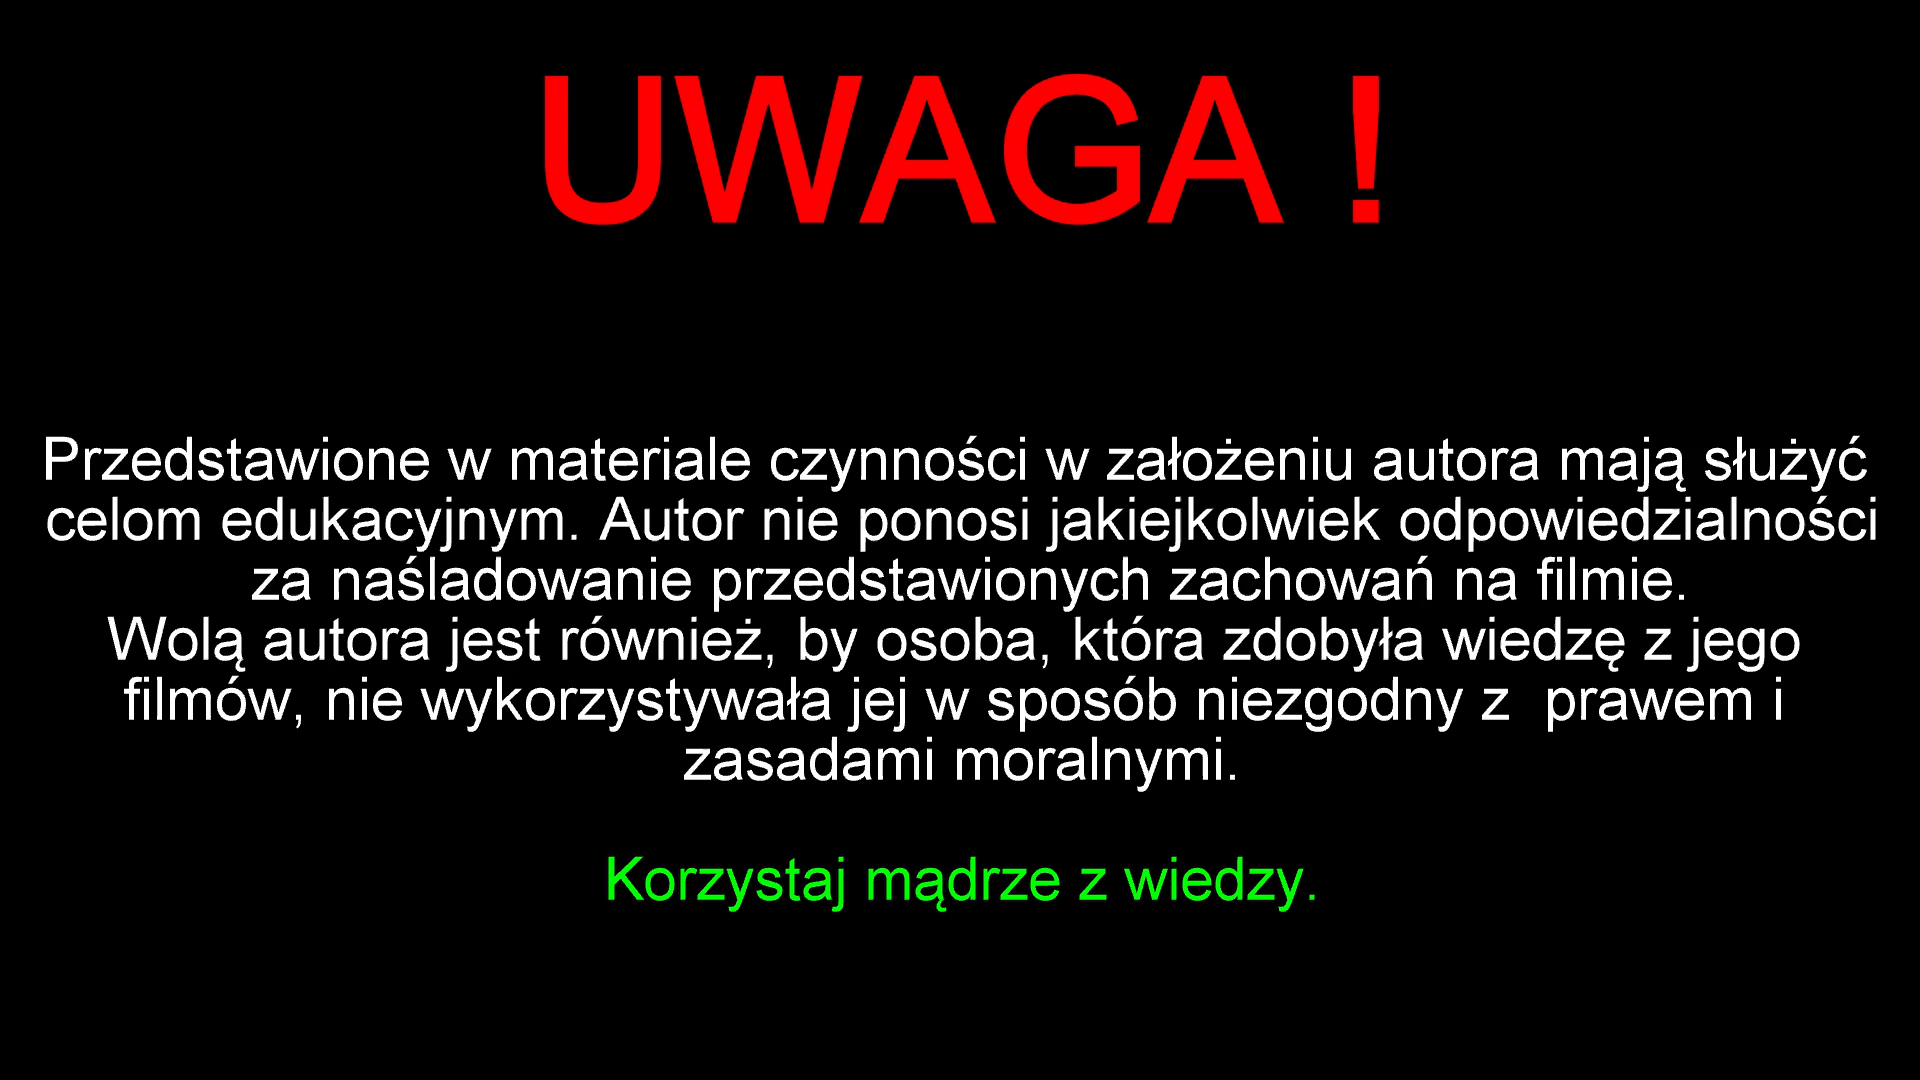 UWAGA !
Przedstawione w materiale czynności w założeniu autora mają służyć
celom edukacyjnym. Autor nie ponosi jakiejkolwiek odpowiedzialności
za naśladowanie przedstawionych zachowań na filmie.
Wolą autora jest również, by osoba, która zdobyła wiedzę z jego
filmów, nie wykorzystywała jej w sposób niezgodny z  prawem i
zasadami moralnymi.
Korzystaj mądrze z wiedzy.